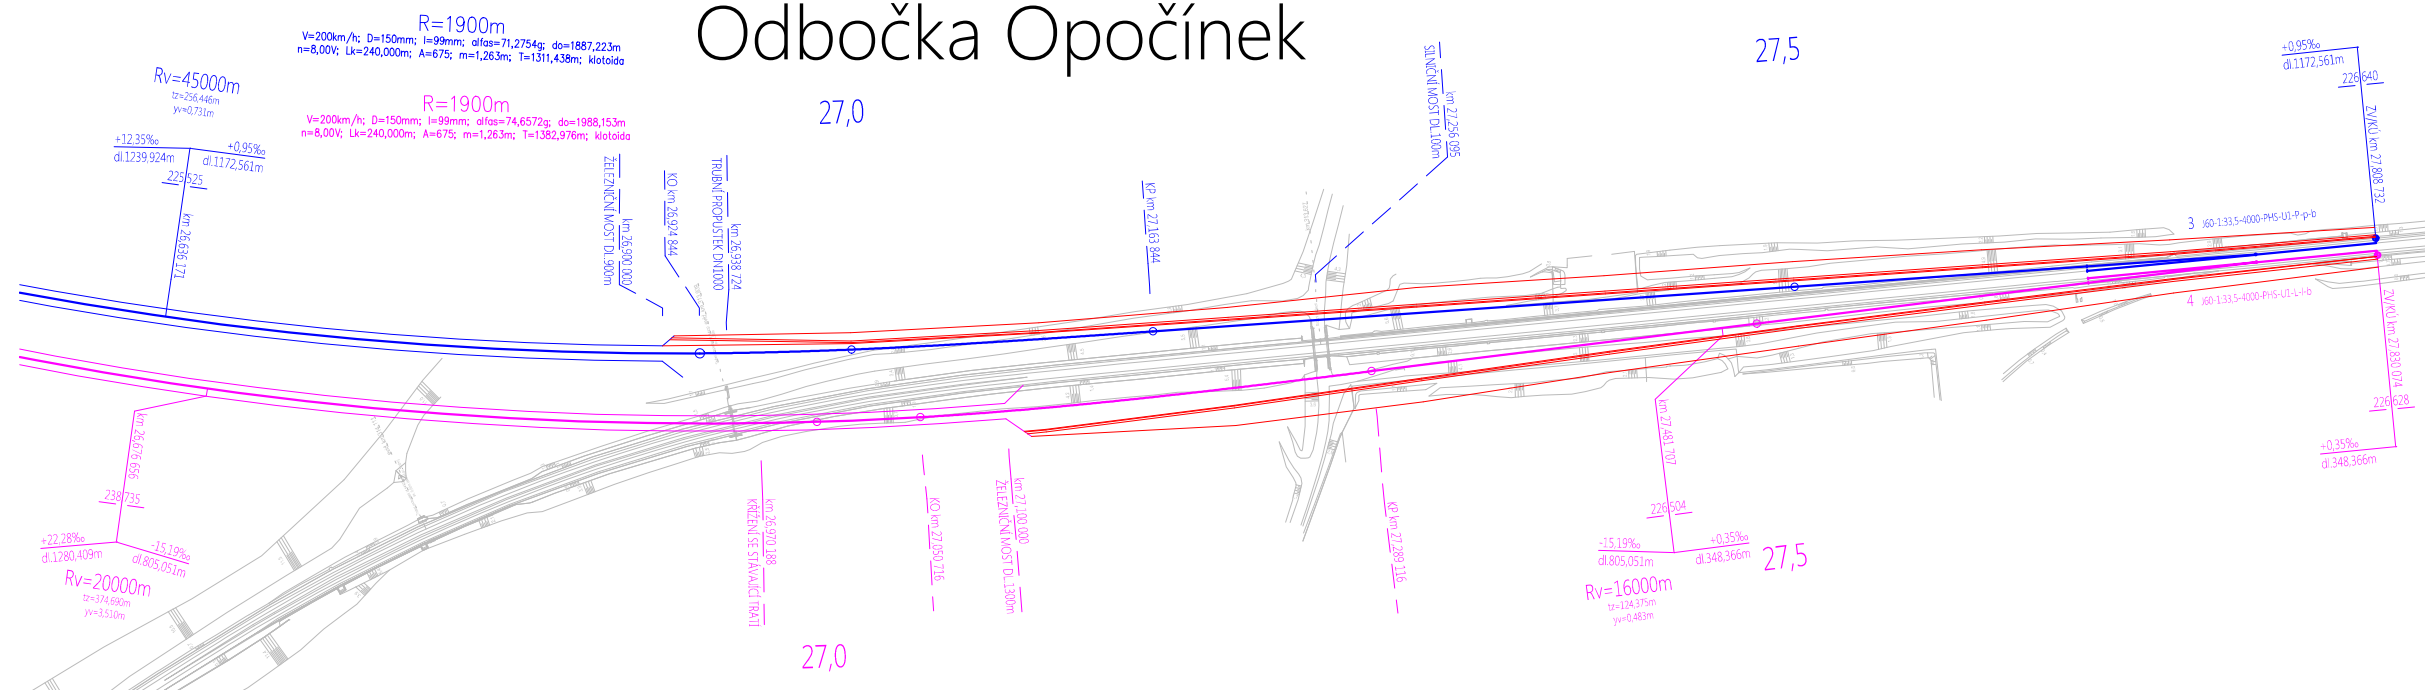 Odbočka Opočínek
R=1900m
V=200km/h; D=150mm; I=99mm; alfas=71,2754g; do=1887,223m
n=8,00V; Lk=240,000m; A=675; m=1,263m; T=1311,438m; klotoida
R=1900m
V=200km/h; D=150mm; I=99mm; alfas=74,6572g; do=1988,153m
n=8,00V; Lk=240,000m; A=675; m=1,263m; T=1382,976m; klotoida
Rv=45000m
tz=256,446m
yv=0,731m
+12,35‰
dl.1239,924m
+0,95‰
dl.1172,561m
225,525
km 26,636 171
27,0
27,5
ŽELEZNIČNÍ MOST DL.900m
km 26,900 000
KO km 26,924 844
TRUBNÍ PROPUSTEK DN1000
km 26,938 724
KP km 27,163 844
SILNIČNÍ MOST DL.100m
km 27,256 095
+0,95‰
dl.1172,561m
226,640
ZV/KÚ km 27,808 732
3 J60-1:33,5-4000-PHS-U1-P-p-b
4 J60-1:33,5-4000-PHS-U1-L-l-b
ZV/KÚ km 27,830 074
226,628
+0,35‰
dl.348,366m
km 26,676 656
238,735
+22,28‰
dl.1280,409m
-15,19‰
dl.805,051m
Rv=20000m
tz=374,690m
yv=3,510m
km 26,970 188
KŘÍŽENÍ SE STÁVAJÍCÍ TRATÍ
KO km 27,050 716
km 27,100 000
ŽELEZNIČNÍ MOST DL.1300m
KP km 27,289 116
km 27,481 707
226,504
-15,19‰
dl.805,051m
+0,35‰
dl.348,366m
Rv=16000m
tz=124,375m
yv=0,483m
27,5
27,0